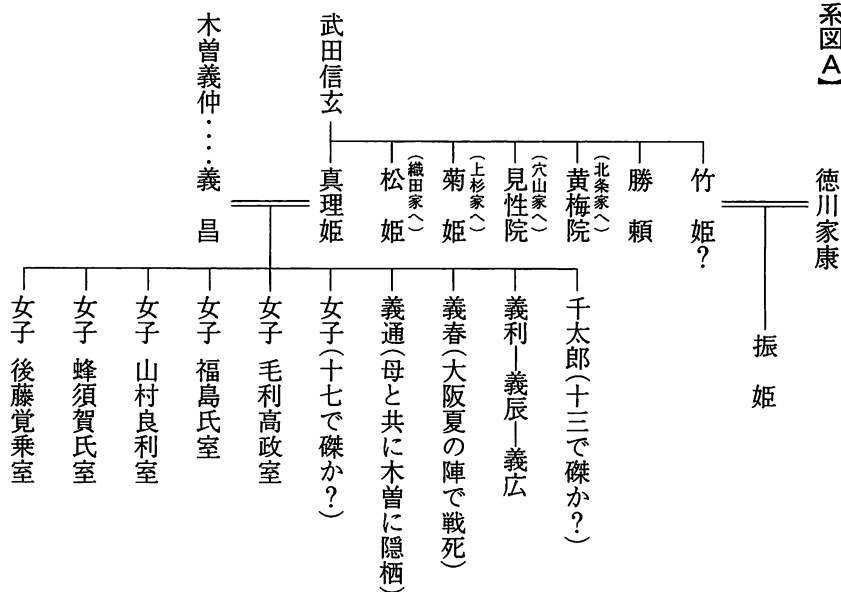 系図A】
徳川家康
振姫
竹姫?
勝頼
黄梅院
(北条家へ)
見性院
(穴山家へ)
菊姫
(上杉家へ)
松姫
(織田家へ)
真理姫
武田信玄
木曽義仲‥‥義昌
千太郎(十三で磔か?)
義利―義辰―義広
義春(大阪夏の陣で戦死)
義通(母と共に木曽に隠栖)
女子(十七で磔か?)
女子 毛利高政室
女子 福島氏室
女子 山村良利室
女子 蜂須賀氏室
女子 後藤覚乗室